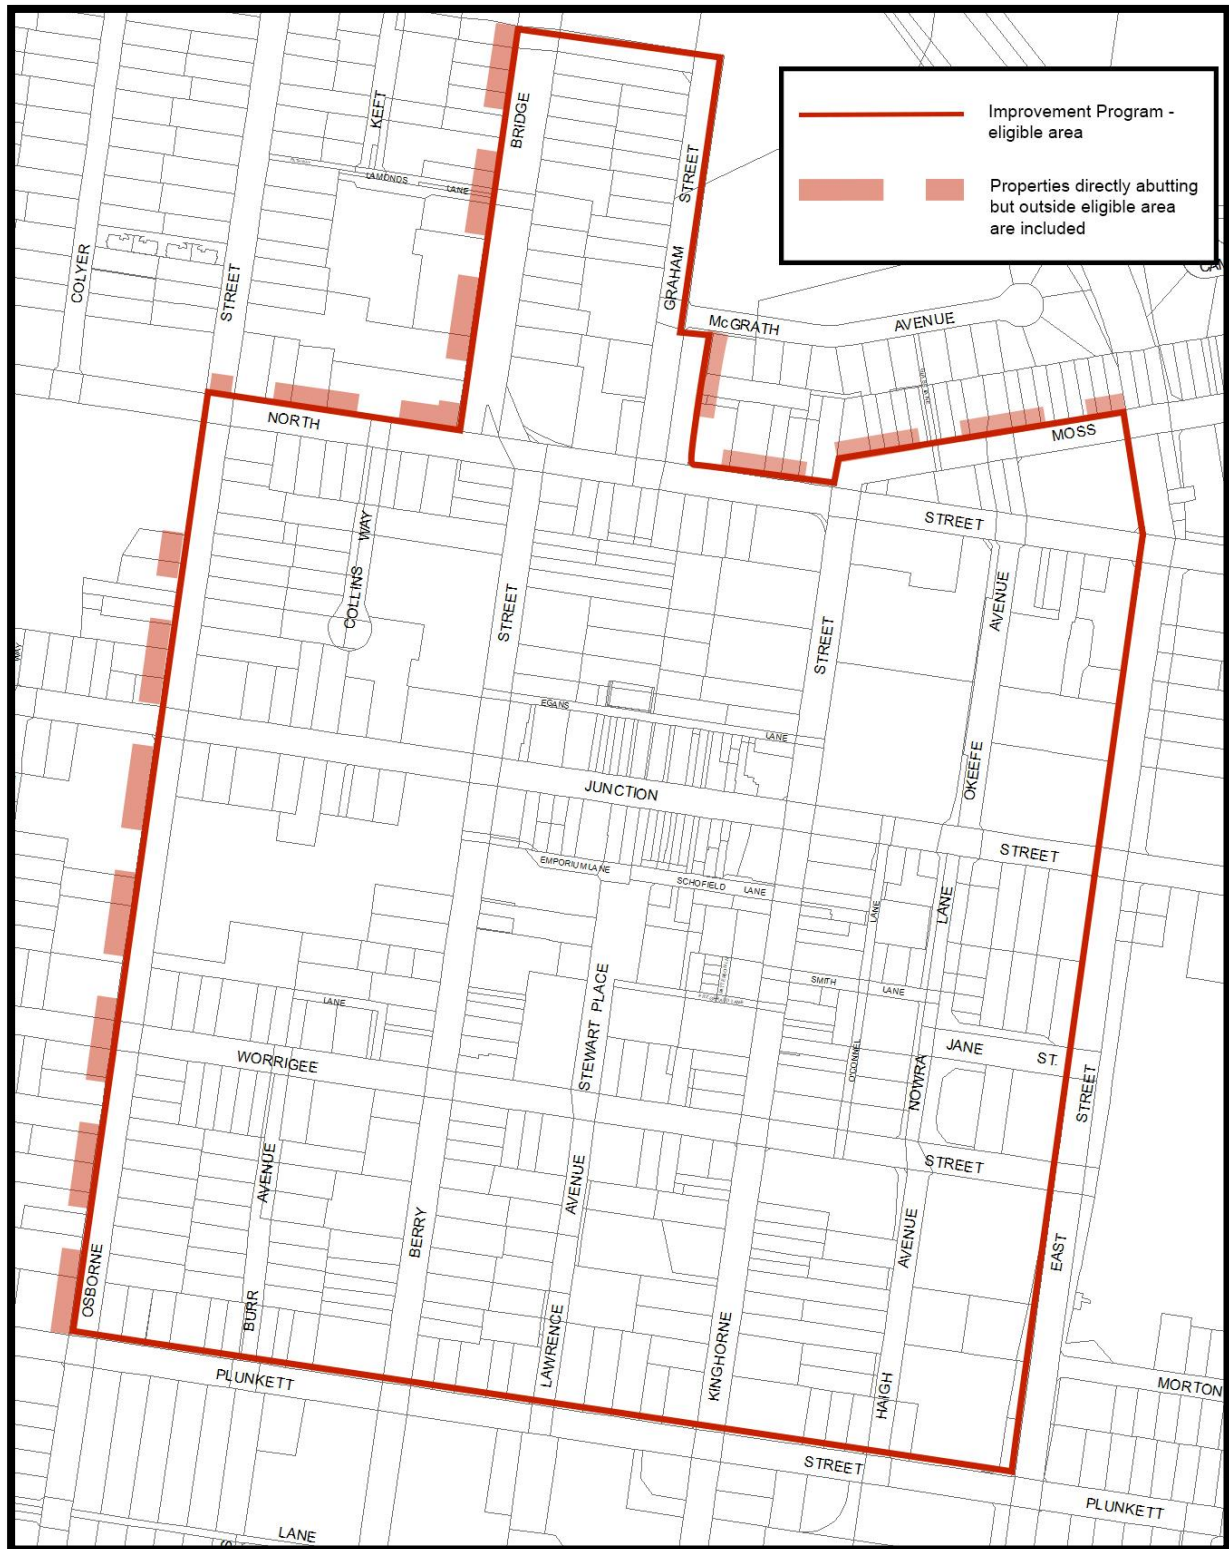 Improvement Program -
eligible area
Properties directly abutting
but outside eligible area
are included
KEFT
BRIDGE
LAMONDS
LANE
STREET
COLYER
STREET
GRAHAM
McGRATH
AVENUE
NORTH
MOSS
STREET
WAY
COLLINS
STREET
AVENUE
STREET
WAY
EGANS
LANE
OKEEFE
JUNCTION
STREET
EMPORIUM LANE
SCHOFIELD
LANE
LANE
LANE
STEWART PLACE
SMITH
LANE
LANE
WORRIGEE
JANE
ST.
O'CONNEL
NOWRA
STREET
STREET
AVENUE
AVENUE
BERRY
AVENUE
EAST
OSBORNE
BURR
LAWRENCE
KINGHORNE
HAIGH
PLUNKETT
MORTON
STREET
PLUNKETT
LANE